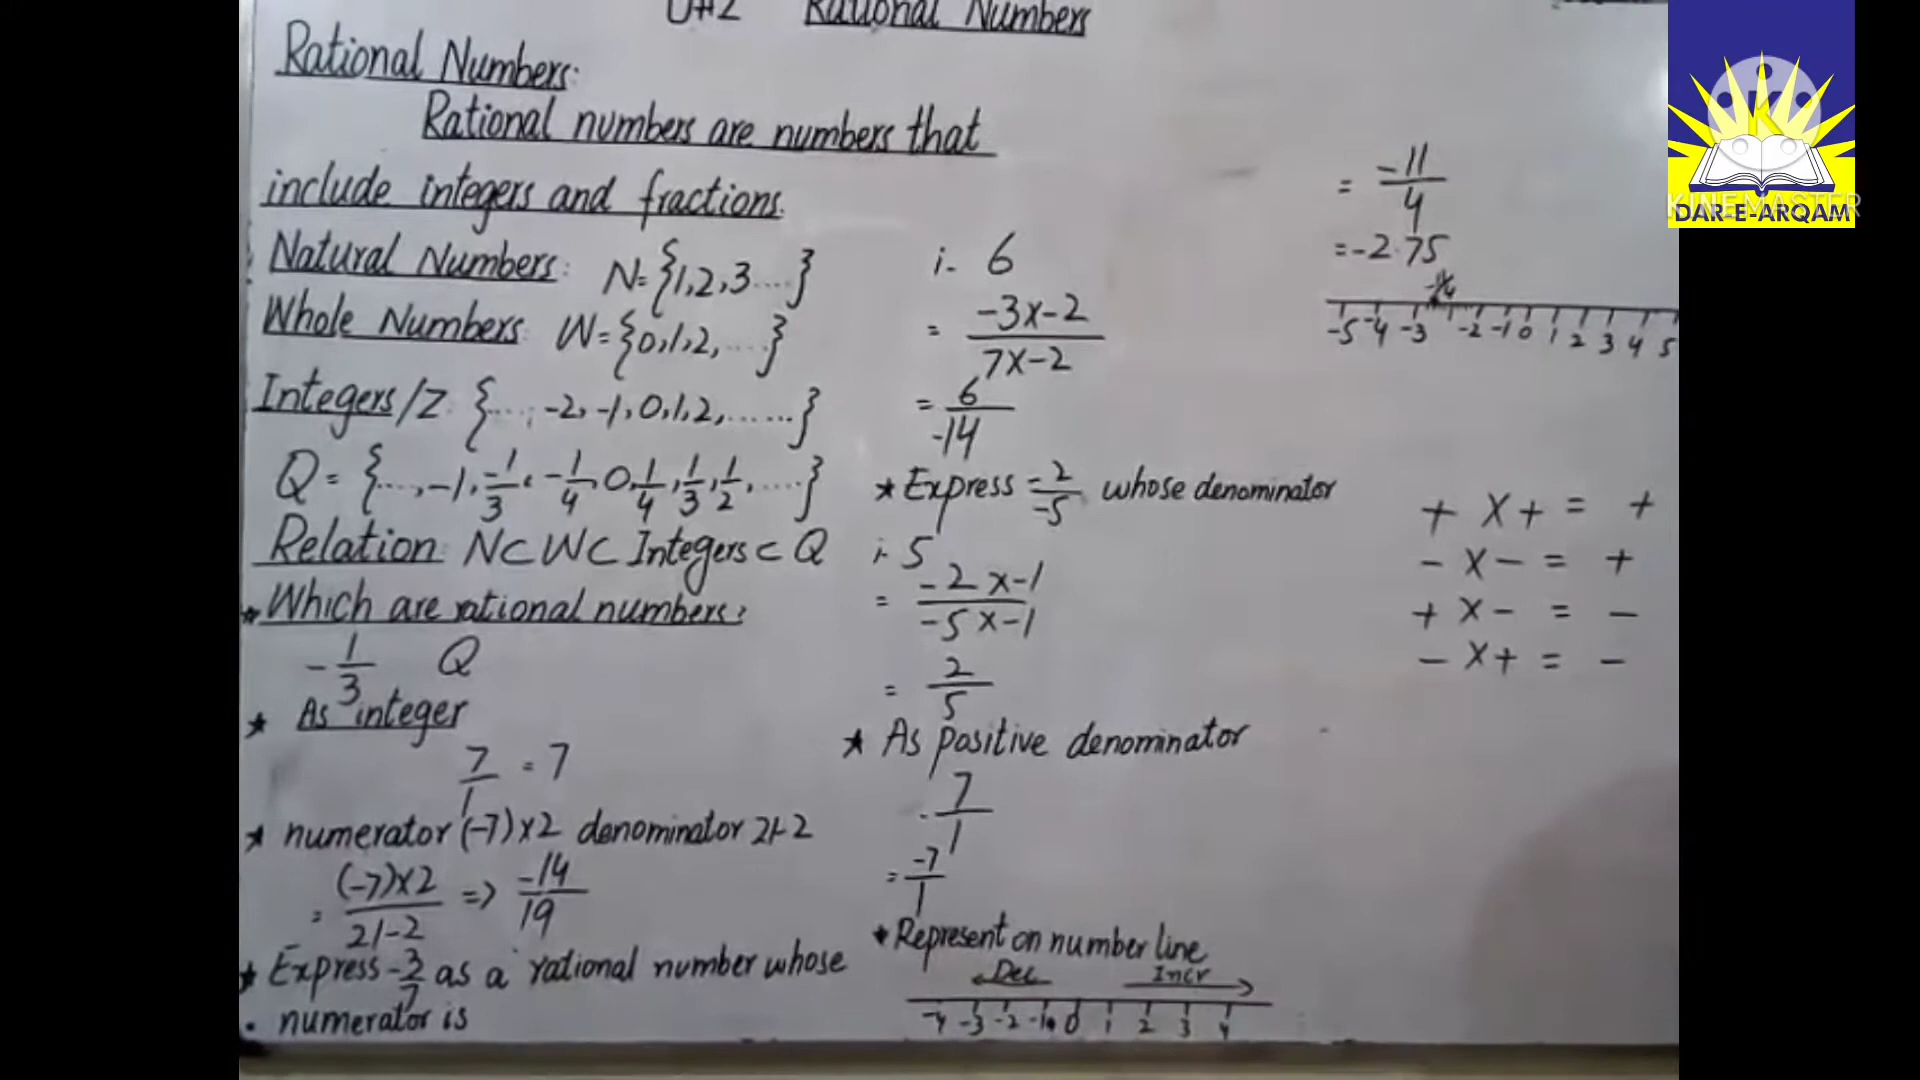 U#2 Rational Numbers
Rational Numbers:
Rational numbers are numbers that
include integers and fractions.
Natural Numbers: N={1,2,3....}
Whole Numbers: W={0,1,2,....}
Integers/Z: {....,-2,-1,0,1,2,......}
Q = {....,-1,-1/3,-1/4,0,1/4,1/3,1/2,....}
Relation: N⊂W⊂Integers⊂Q
* Which are rational numbers:
-1/3 Q
* As integer
7/1 = 7
* numerator (-7)x2 denominator 21-2
= (-7)x2/21-2 => -14/19
* Express -3/7 as a rational number whose
. numerator is
i- 6
= -3x-2/7x-2
= 6/-14
* Express -2/-5 whose denominator
i- 5
= -2x-1/-5x-1
= 2/5
* As positive denominator
-7/1
= -7/1
* Represent on number line
Dec Incr
-4 -3 -2 -1 0 1 2 3 4
= -11/4
= -2.75
-11/4
-5 -4 -3 -2 -1 0 1 2 3 4 5
+ x + = +
- x - = +
+ x - = -
- x + = -
K
KINEMASTER
DAR-E-ARQAM